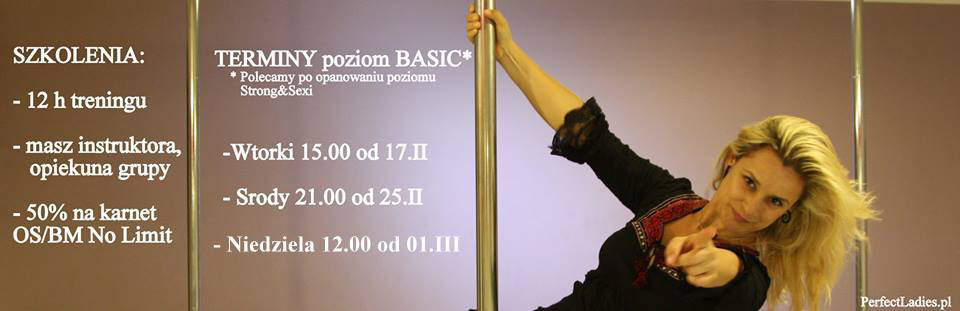 SZKOLENIA:
- 12 h treningu
- masz instruktora,
opiekuna grupy
- 50% na karnet
OS/BM No Limit
TERMINY poziom BASIC*
* Polecamy po opanowaniu poziomu
Strong&Sexi
-Wtorki 15.00 od 17.II
- Srody 21.00 od 25.II
- Niedziela 12.00 od 01.III
PerfectLadies.pl